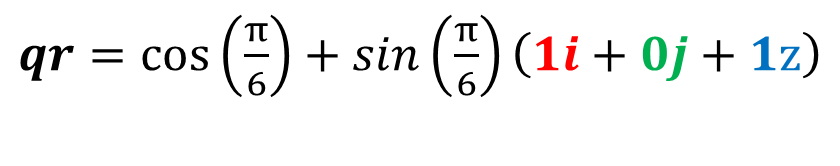 qr = cos(π/6) + sin(π/6)(1i + 0j + 1z)